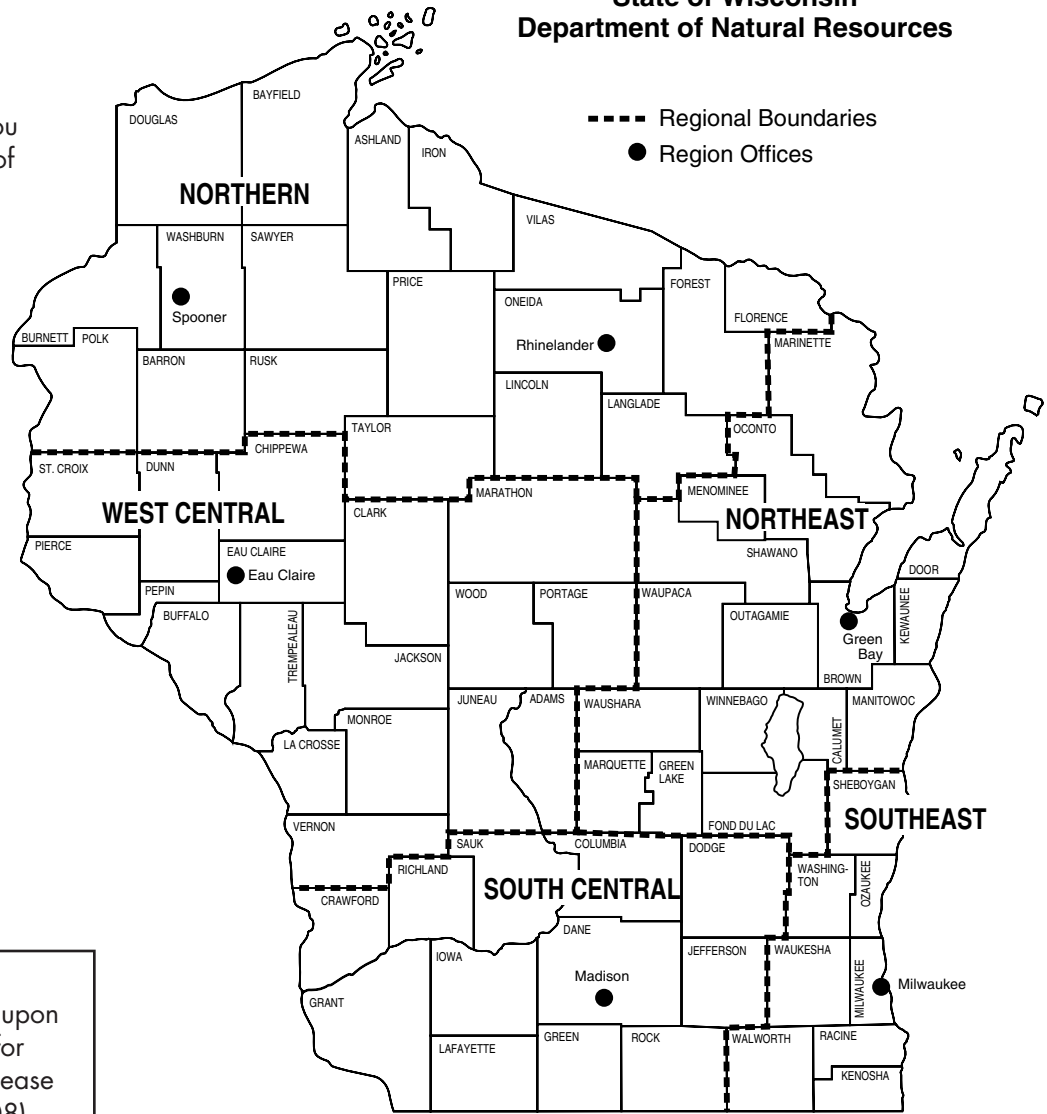 State of Wisconsin
Department of Natural Resources
Regional Boundaries
Region Offices
ou
of
BAYFIELD
DOUGLAS
ASHLAND
IRON
NORTHERN
VILAS
WASHBURN
SAWYER
PRICE
FOREST
ONEIDA
Spooner
FLORENCE
BURNETT
POLK
Rhinelander
MARINETTE
BARRON
RUSK
LINCOLN
LANGLADE
TAYLOR
OCONTO
CHIPPEWA
ST. CROIX
DUNN
MARATHON
MENOMINEE
WEST CENTRAL
CLARK
NORTHEAST
PIERCE
EAU CLAIRE
SHAWANO
Eau Claire
DOOR
PEPIN
WOOD
PORTAGE
WAUPACA
BUFFALO
OUTAGAMIE
KEWAUNEE
TREMPEALEAU
Green
Bay
JACKSON
BROWN
JUNEAU
ADAMS
WAUSHARA
WINNEBAGO
MANITOWOC
MONROE
CALUMET
LA CROSSE
MARQUETTE
GREEN
LAKE
SHEBOYGAN
VERNON
FOND DU LAC
SOUTHEAST
SAUK
COLUMBIA
DODGE
RICHLAND
WASHING-
TON
OZAUKEE
SOUTH CENTRAL
CRAWFORD
DANE
IOWA
JEFFERSON
WAUKESHA
Madison
MILWAUKEE
Milwaukee
GRANT
GREEN
ROCK
WALWORTH
RACINE
LAFAYETTE
KENOSHA
upon
for
ease
08)